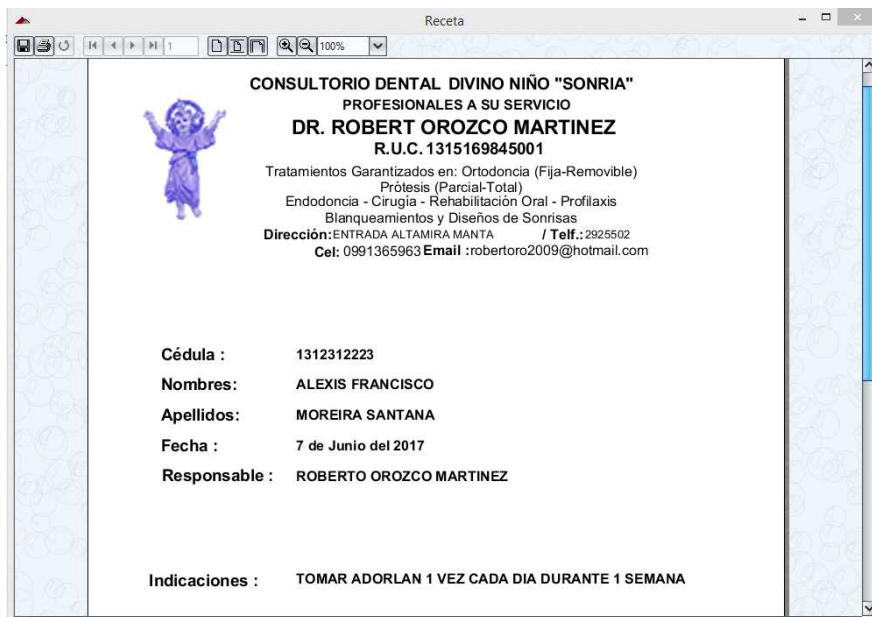 Receta
1
100%
CONSULTORIO DENTAL DIVINO NIÑO "SONRIA"
PROFESIONALES A SU SERVICIO
DR. ROBERT OROZCO MARTINEZ
R.U.C. 1315169845001
Tratamientos Garantizados en: Ortodoncia (Fija-Removible)
Prótesis (Parcial-Total)
Endodoncia - Cirugía - Rehabilitación Oral - Profilaxis
Blanqueamientos y Diseños de Sonrisas
Dirección: ENTRADA ALTAMIRA MANTA / Telf.: 2925502
Cel: 0991365963 Email :robertoro2009@hotmail.com
Cédula : 1312312223
Nombres: ALEXIS FRANCISCO
Apellidos: MOREIRA SANTANA
Fecha : 7 de Junio del 2017
Responsable : ROBERTO OROZCO MARTINEZ
Indicaciones : TOMAR ADORLAN 1 VEZ CADA DIA DURANTE 1 SEMANA